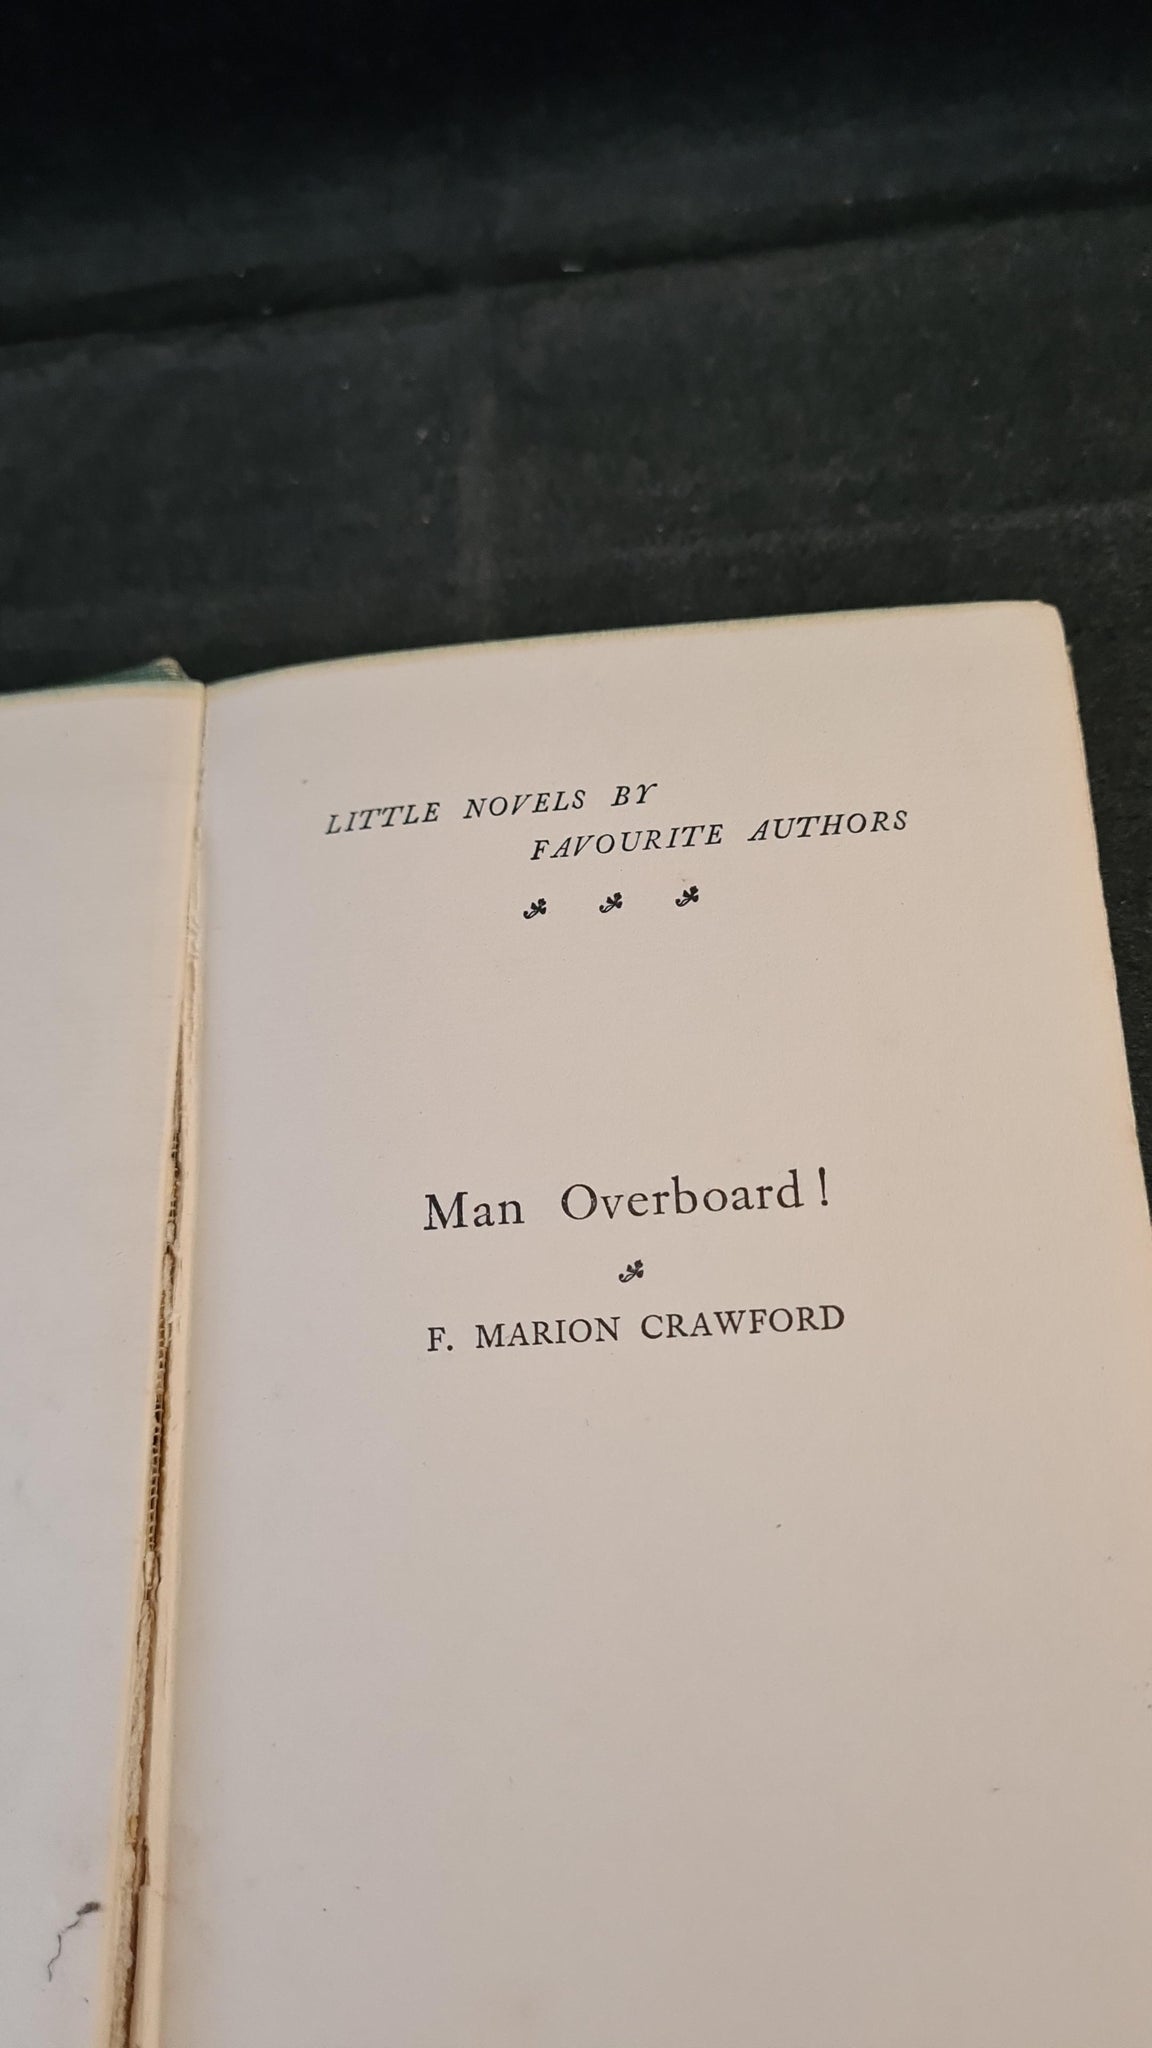 LITTLE NOVELS BY
FAVOURITE AUTHORS
Man Overboard!
F. MARION CRAWFORD